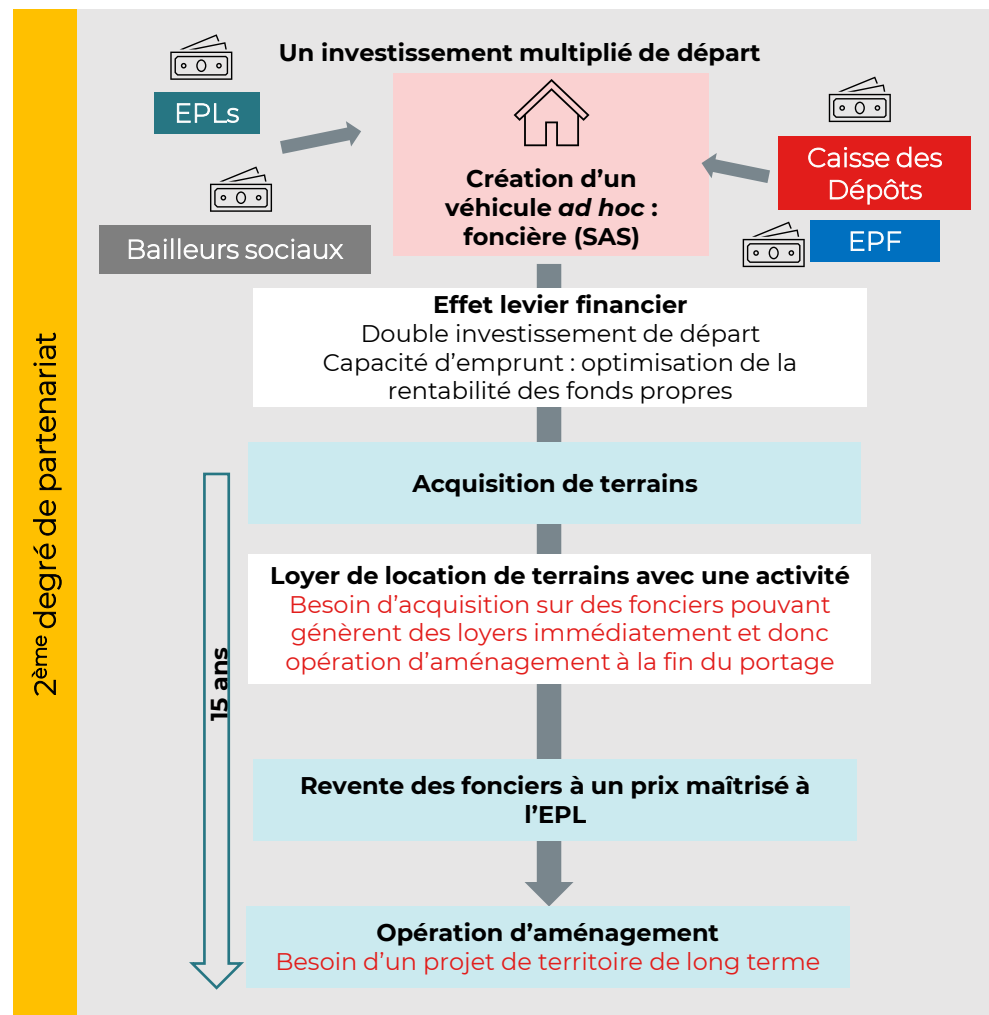 2ème degré de partenariat
Un investissement multiplié de départ
EPLs
Bailleurs sociaux
Création d'un
véhicule ad hoc :
foncière (SAS)
Caisse des
Dépôts
EPF
Effet levier financier
Double investissement de départ
Capacité d'emprunt : optimisation de la
rentabilité des fonds propres
Acquisition de terrains
15 ans
Loyer de location de terrains avec une activité
Besoin d'acquisition sur des fonciers pouvant
génèrent des loyers immédiatement et donc
opération d'aménagement à la fin du portage
Revente des fonciers à un prix maîtrisé à
l'EPL
Opération d'aménagement
Besoin d'un projet de territoire de long terme